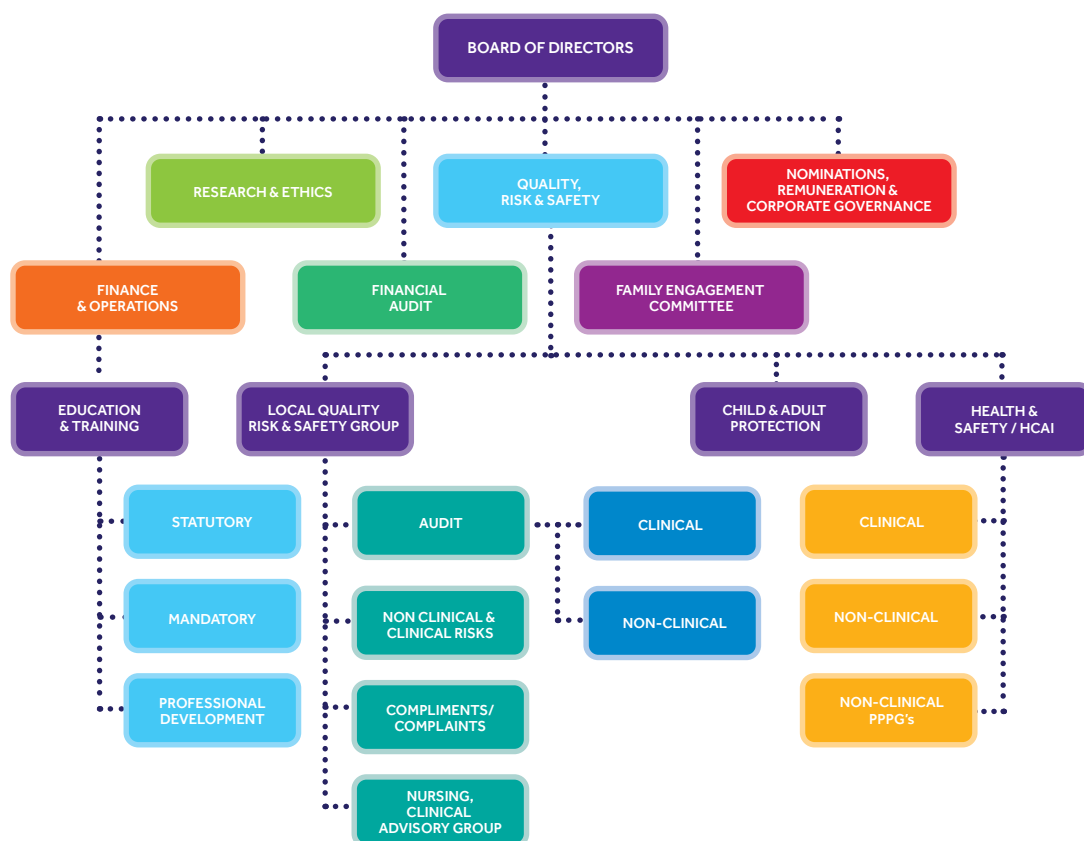 BOARD OF DIRECTORS
RESEARCH & ETHICS
QUALITY,
RISK & SAFETY
NOMINATIONS,
REMUNERATION &
CORPORATE GOVERNANCE
FINANCE
& OPERATIONS
FINANCIAL
AUDIT
FAMILY ENGAGEMENT
COMMITTEE
EDUCATION
& TRAINING
LOCAL QUALITY
RISK & SAFETY GROUP
CHILD & ADULT
PROTECTION
HEALTH &
SAFETY / HCAI
STATUTORY
AUDIT
CLINICAL
CLINICAL
MANDATORY
NON CLINICAL &
CLINICAL RISKS
NON-CLINICAL
NON-CLINICAL
PROFESSIONAL
DEVELOPMENT
COMPLIMENTS/
COMPLAINTS
NON-CLINICAL
PPPG's
NURSING,
CLINICAL
ADVISORY GROUP